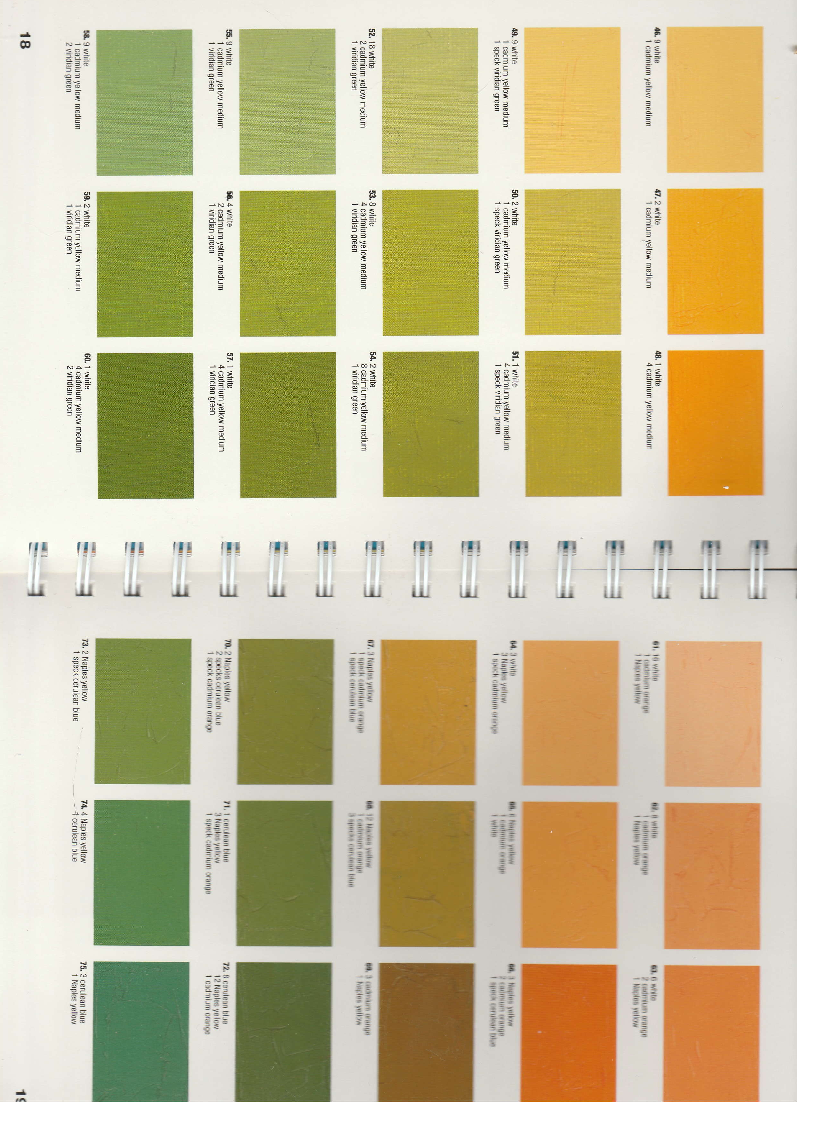 46. 9 white
1 cadmium yellow medium
47. 2 white
1 cadmium yellow medium
48. 1 white
4 cadmium yellow medium
49. 9 white
1 cadmium yellow medium
1 speck viridian green
50. 2 white
1 cadmium yellow medium
1 speck viridian green
51. 1 white
4 cadmium yellow medium
1 speck viridian green
52. 18 white
2 cadmium yellow medium
1 viridian green
53. 8 white
4 cadmium yellow medium
1 viridian green
54. 2 white
8 cadmium yellow medium
1 viridian green
55. 9 white
1 cadmium yellow medium
1 viridian green
56. 4 white
2 cadmium yellow medium
1 viridian green
57. 1 white
4 cadmium yellow medium
1 viridian green
58. 9 white
1 cadmium yellow medium
2 viridian green
59. 2 white
1 cadmium yellow medium
1 viridian green
60. 1 white
4 cadmium yellow medium
2 viridian green
18
61. 16 white
1 cadmium orange
1 Naples yellow
62. 8 white
1 cadmium orange
1 Naples yellow
63. 6 white
2 cadmium orange
1 Naples yellow
64. 3 white
3 Naples yellow
1 speck cadmium orange
65. 6 Naples yellow
1 cadmium orange
1 white
66. 3 Naples yellow
2 cadmium orange
1 speck cerulean blue
67. 3 Naples yellow
1 speck cadmium orange
1 speck cerulean blue
68. 12 Naples yellow
1 cadmium orange
3 specks cerulean blue
69. 3 cadmium orange
1 Naples yellow
70. 2 Naples yellow
2 specks cerulean blue
1 speck cadmium orange
71. 1 cerulean blue
3 Naples yellow
1 speck cadmium orange
72. 8 cerulean blue
12 Naples yellow
1 cadmium orange
73. 2 Naples yellow
1 speck cerulean blue
74. 4 Naples yellow
cerulean blue
75. 3 cerulean blue
1 Naples yellow
19